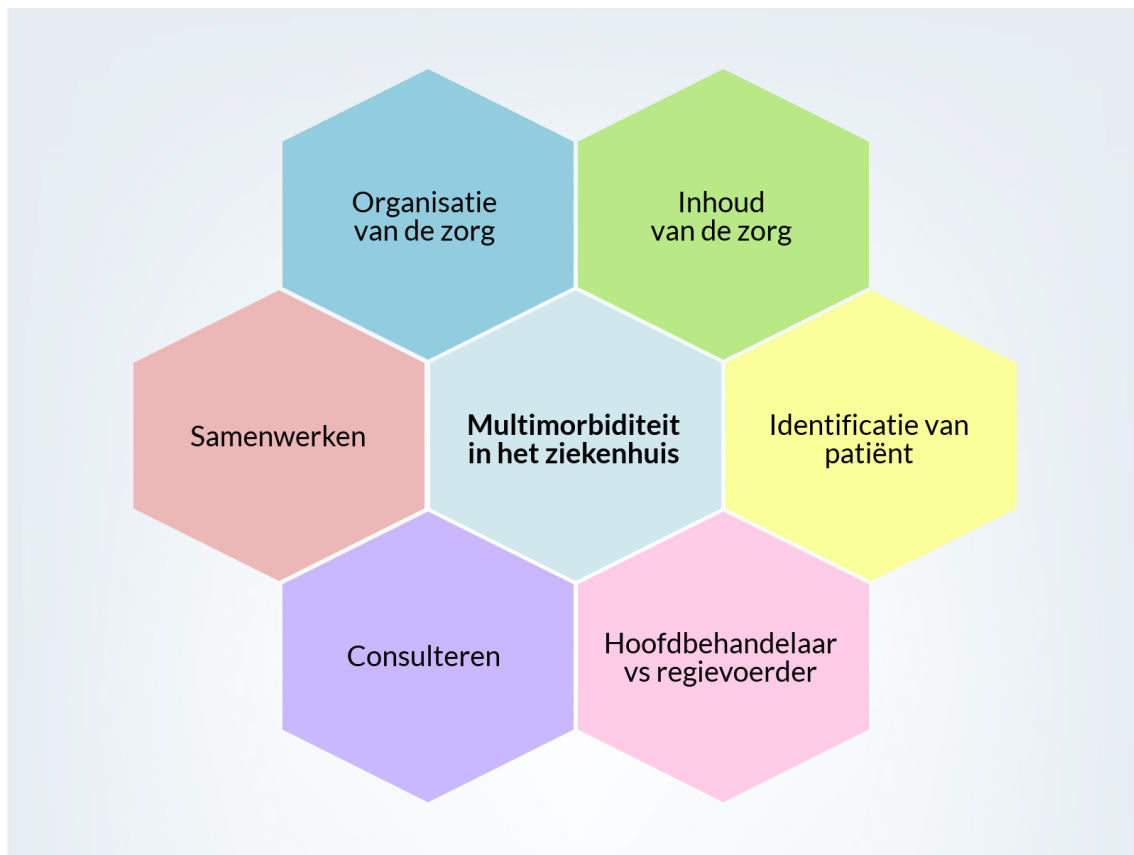 Organisatie
van de zorg
Inhoud
van de zorg
Samenwerken
Multimorbiditeit
in het ziekenhuis
Identificatie van
patiënt
Consulteren
Hoofdbehandelaar
vs regievoerder